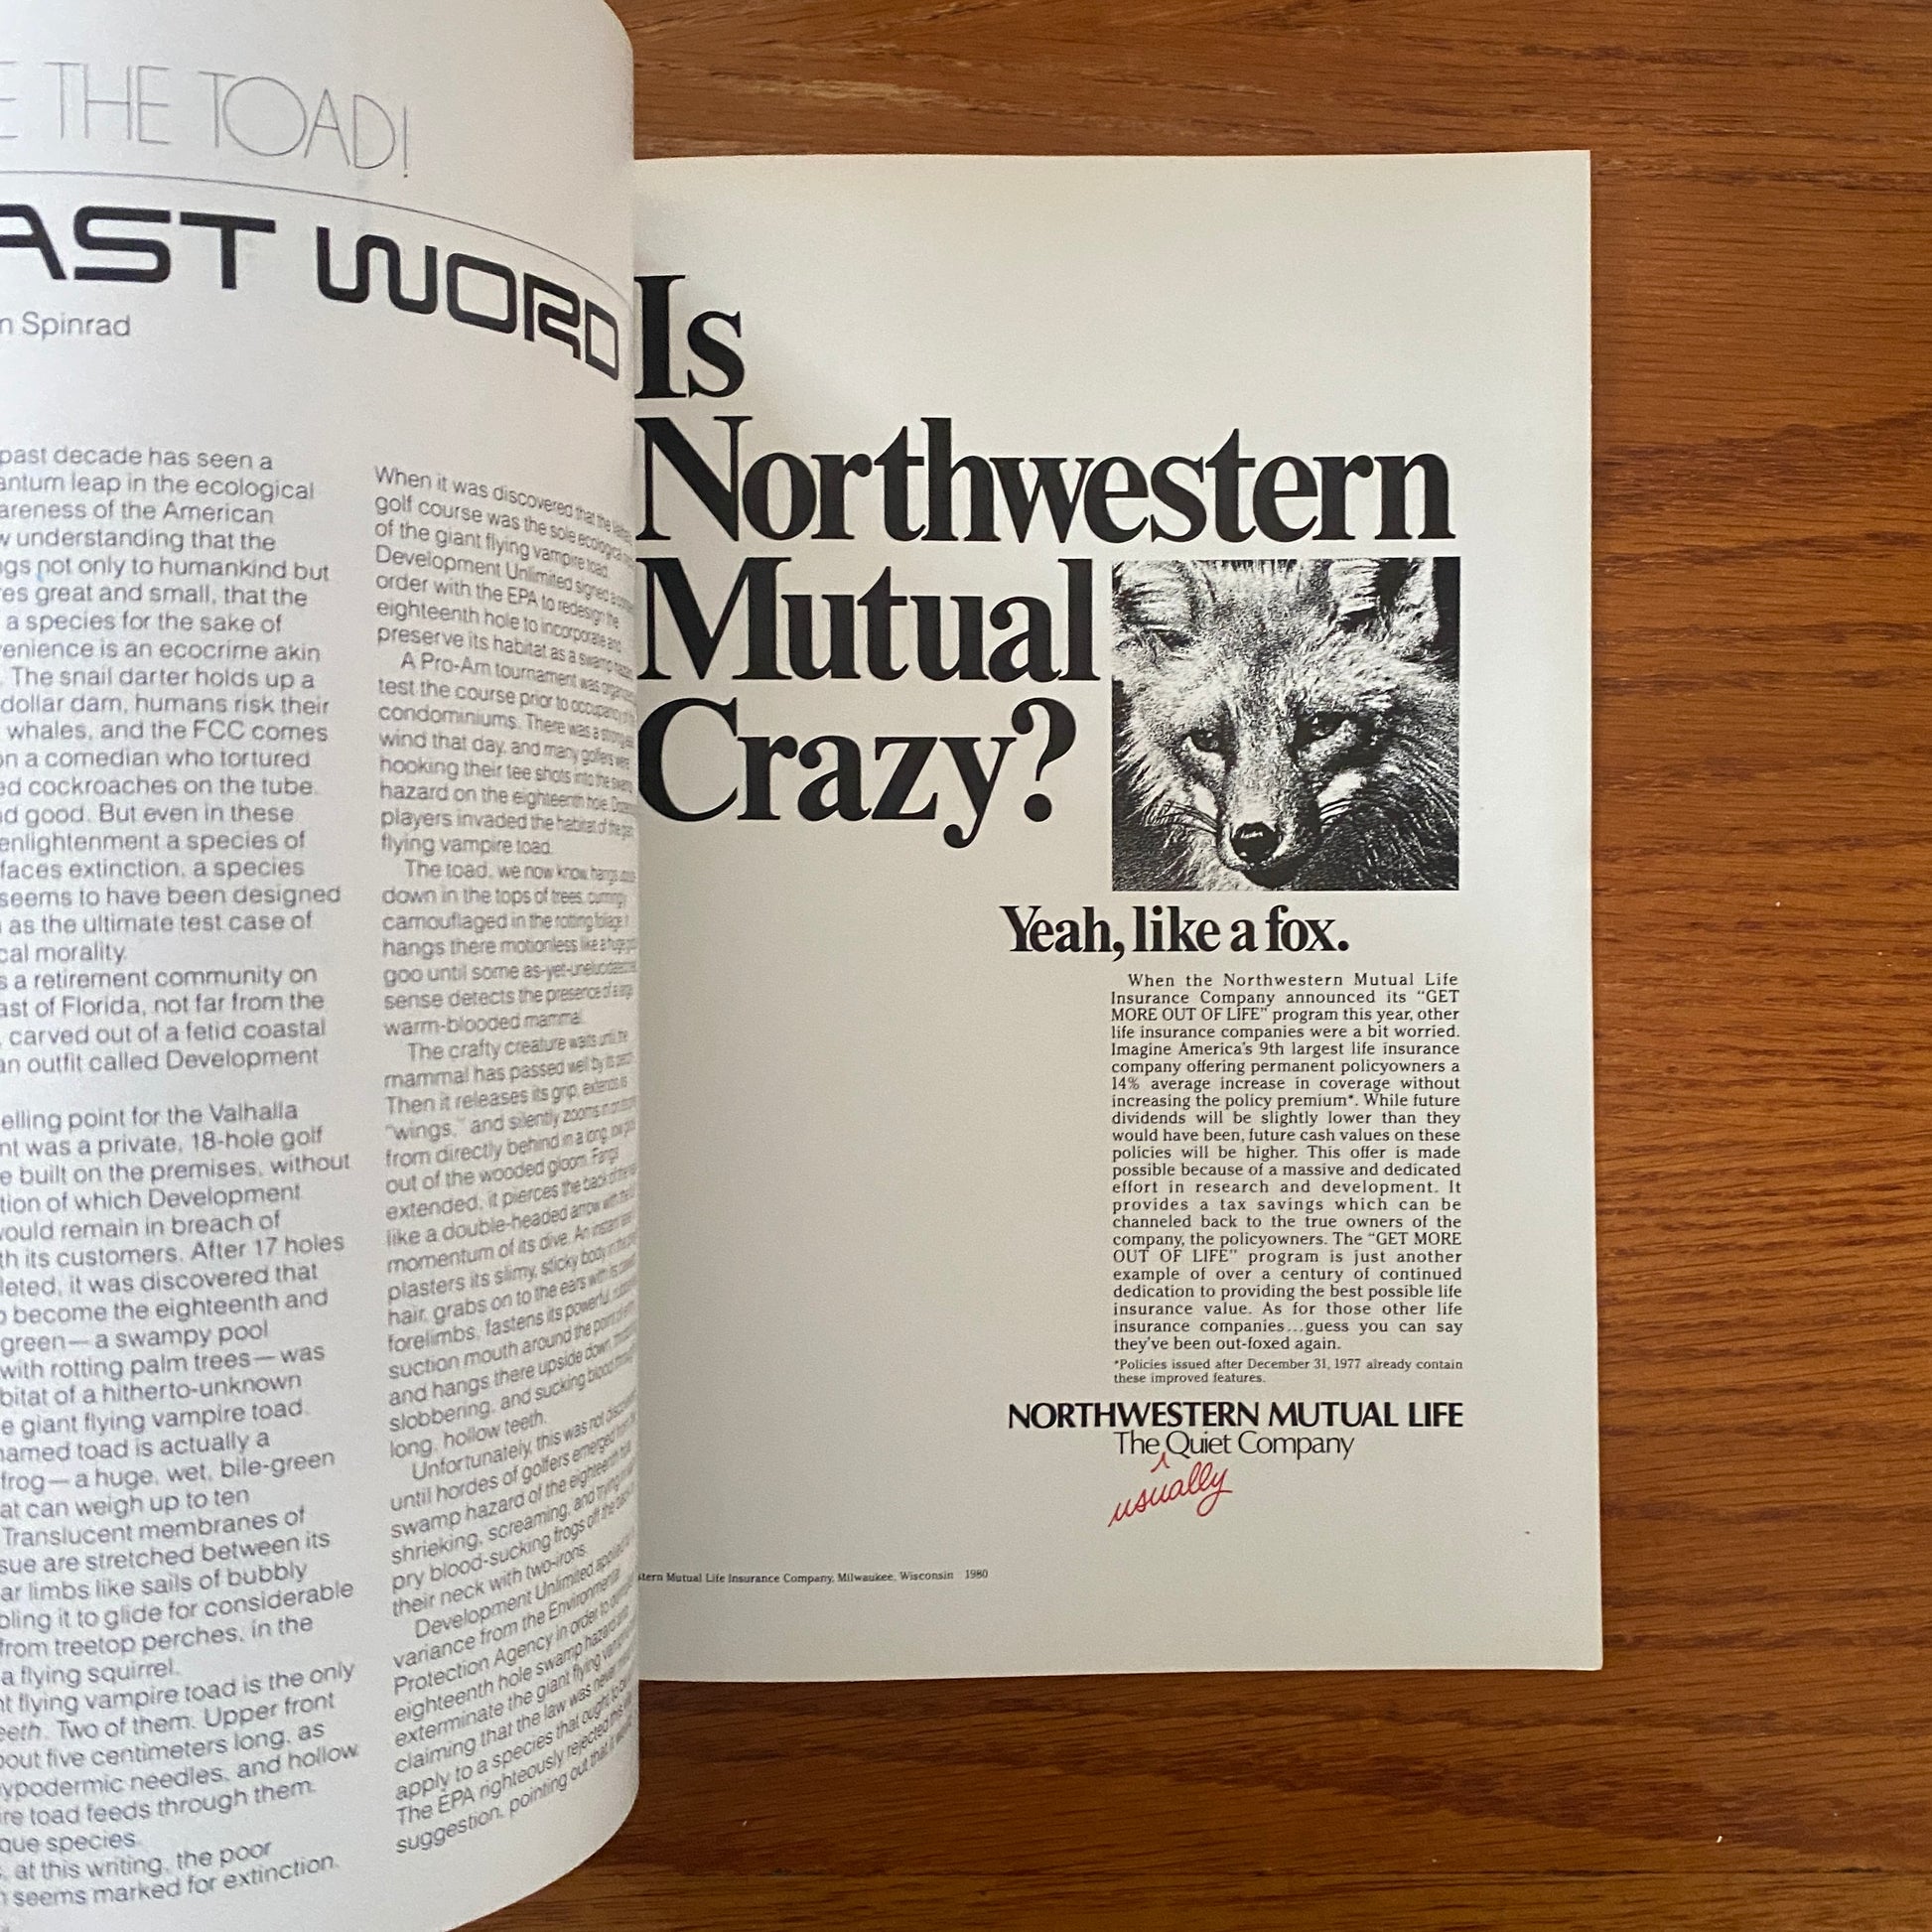 THE TOAD!
AST WORD
Spinrad
past decade has seen a
leap in the ecological
of the American
understanding that the
not only to humankind but
great and small, that the
a species for the sake of
is an ecocrime akin
The snail darter holds up a
dollar dam, humans risk their
whales, and the FCC comes
a comedian who tortured
cockroaches on the tube.
good. But even in these
enlightenment a species of
faces extinction, a species
seems to have been designed
as the ultimate test case of
morality.
a retirement community on
of Florida, not far from the
carved out of a fetid coastal
an outfit called Development
point for the Valhalla
was a private, 18-hole golf
built on the premises, without
of which Development
would remain in breach of
its customers. After 17 holes
it was discovered that
become the eighteenth and
green—a swampy pool
with rotting palm trees—was
of a hitherto-unknown
giant flying vampire toad.
toad is actually a
frog—a huge, wet, bile-green
can weigh up to ten
Translucent membranes of
are stretched between its
limbs like sails of bubbly
it to glide for considerable
from treetop perches, in the
a flying squirrel.
flying vampire toad is the only
Two of them. Upper front
five centimeters long, as
needles, and hollow.
toad feeds through them.
species.
at this writing, the poor
seems marked for extinction.
When it was discovered that the
golf course was the sole
of the giant flying vampire toad,
Development Unlimited signed a
order with the EPA to redesign the
eighteenth hole to incorporate and
preserve its habitat as a swamp
A Pro-Am tournament was
test the course prior to occupancy
condominiums. There was a strong
wind that day, and many golfers were
hooking their tee shots into the swamp
hazard on the eighteenth hole.
players invaded the habitat of the
flying vampire toad.
The toad, we now know, hangs
down in the tops of trees, cunningly
camouflaged in the rotting foliage. It
hangs there motionless like a
goo until some
sense detects the presence of a large
warm-blooded mammal.
The crafty creature waits until the
mammal has passed well by its perch.
Then it releases its grip, extends its
"wings," and silently zooms in
from directly behind in a long, low
out of the wooded gloom. Fangs
extended, it pierces the back of the
like a double-headed arrow with the
momentum of its dive. An instant
plasters its slimy, sticky body
hair, grabs on to the ears with its
forelimbs, fastens its powerful,
suction mouth around the point of
and hangs there upside down,
slobbering, and sucking blood
long, hollow teeth.
Unfortunately, this was not
until hordes of golfers emerged from the
swamp hazard of the eighteenth
shrieking, screaming, and trying
pry blood-sucking frogs off the
their neck with two-irons.
Development Unlimited applied
variance from the Environmental
Protection Agency in order to
eighteenth hole swamp hazard and
exterminate the giant flying
claiming that the law was never
apply to a species that ought to
The EPA righteously rejected this
suggestion, pointing out that it
Is
Northwestern
Mutual
Crazy?
Yeah, like a fox.
When the Northwestern Mutual Life
Insurance Company announced its "GET
MORE OUT OF LIFE" program this year, other
life insurance companies were a bit worried.
Imagine America's 9th largest life insurance
company offering permanent policyowners a
14% average increase in coverage without
increasing the policy premium*. While future
dividends will be slightly lower than they
would have been, future cash values on these
policies will be higher. This offer is made
possible because of a massive and dedicated
effort in research and development. It
provides a tax savings which can be
channeled back to the true owners of the
company, the policyowners. The "GET MORE
OUT OF LIFE" program is just another
example of over a century of continued
dedication to providing the best possible life
insurance value. As for those other life
insurance companies...guess you can say
they've been out-foxed again.
*Policies issued after December 31, 1977 already contain
these improved features.
NORTHWESTERN MUTUAL LIFE
The Quiet Company
usually
Mutual Life Insurance Company, Milwaukee, Wisconsin 1980